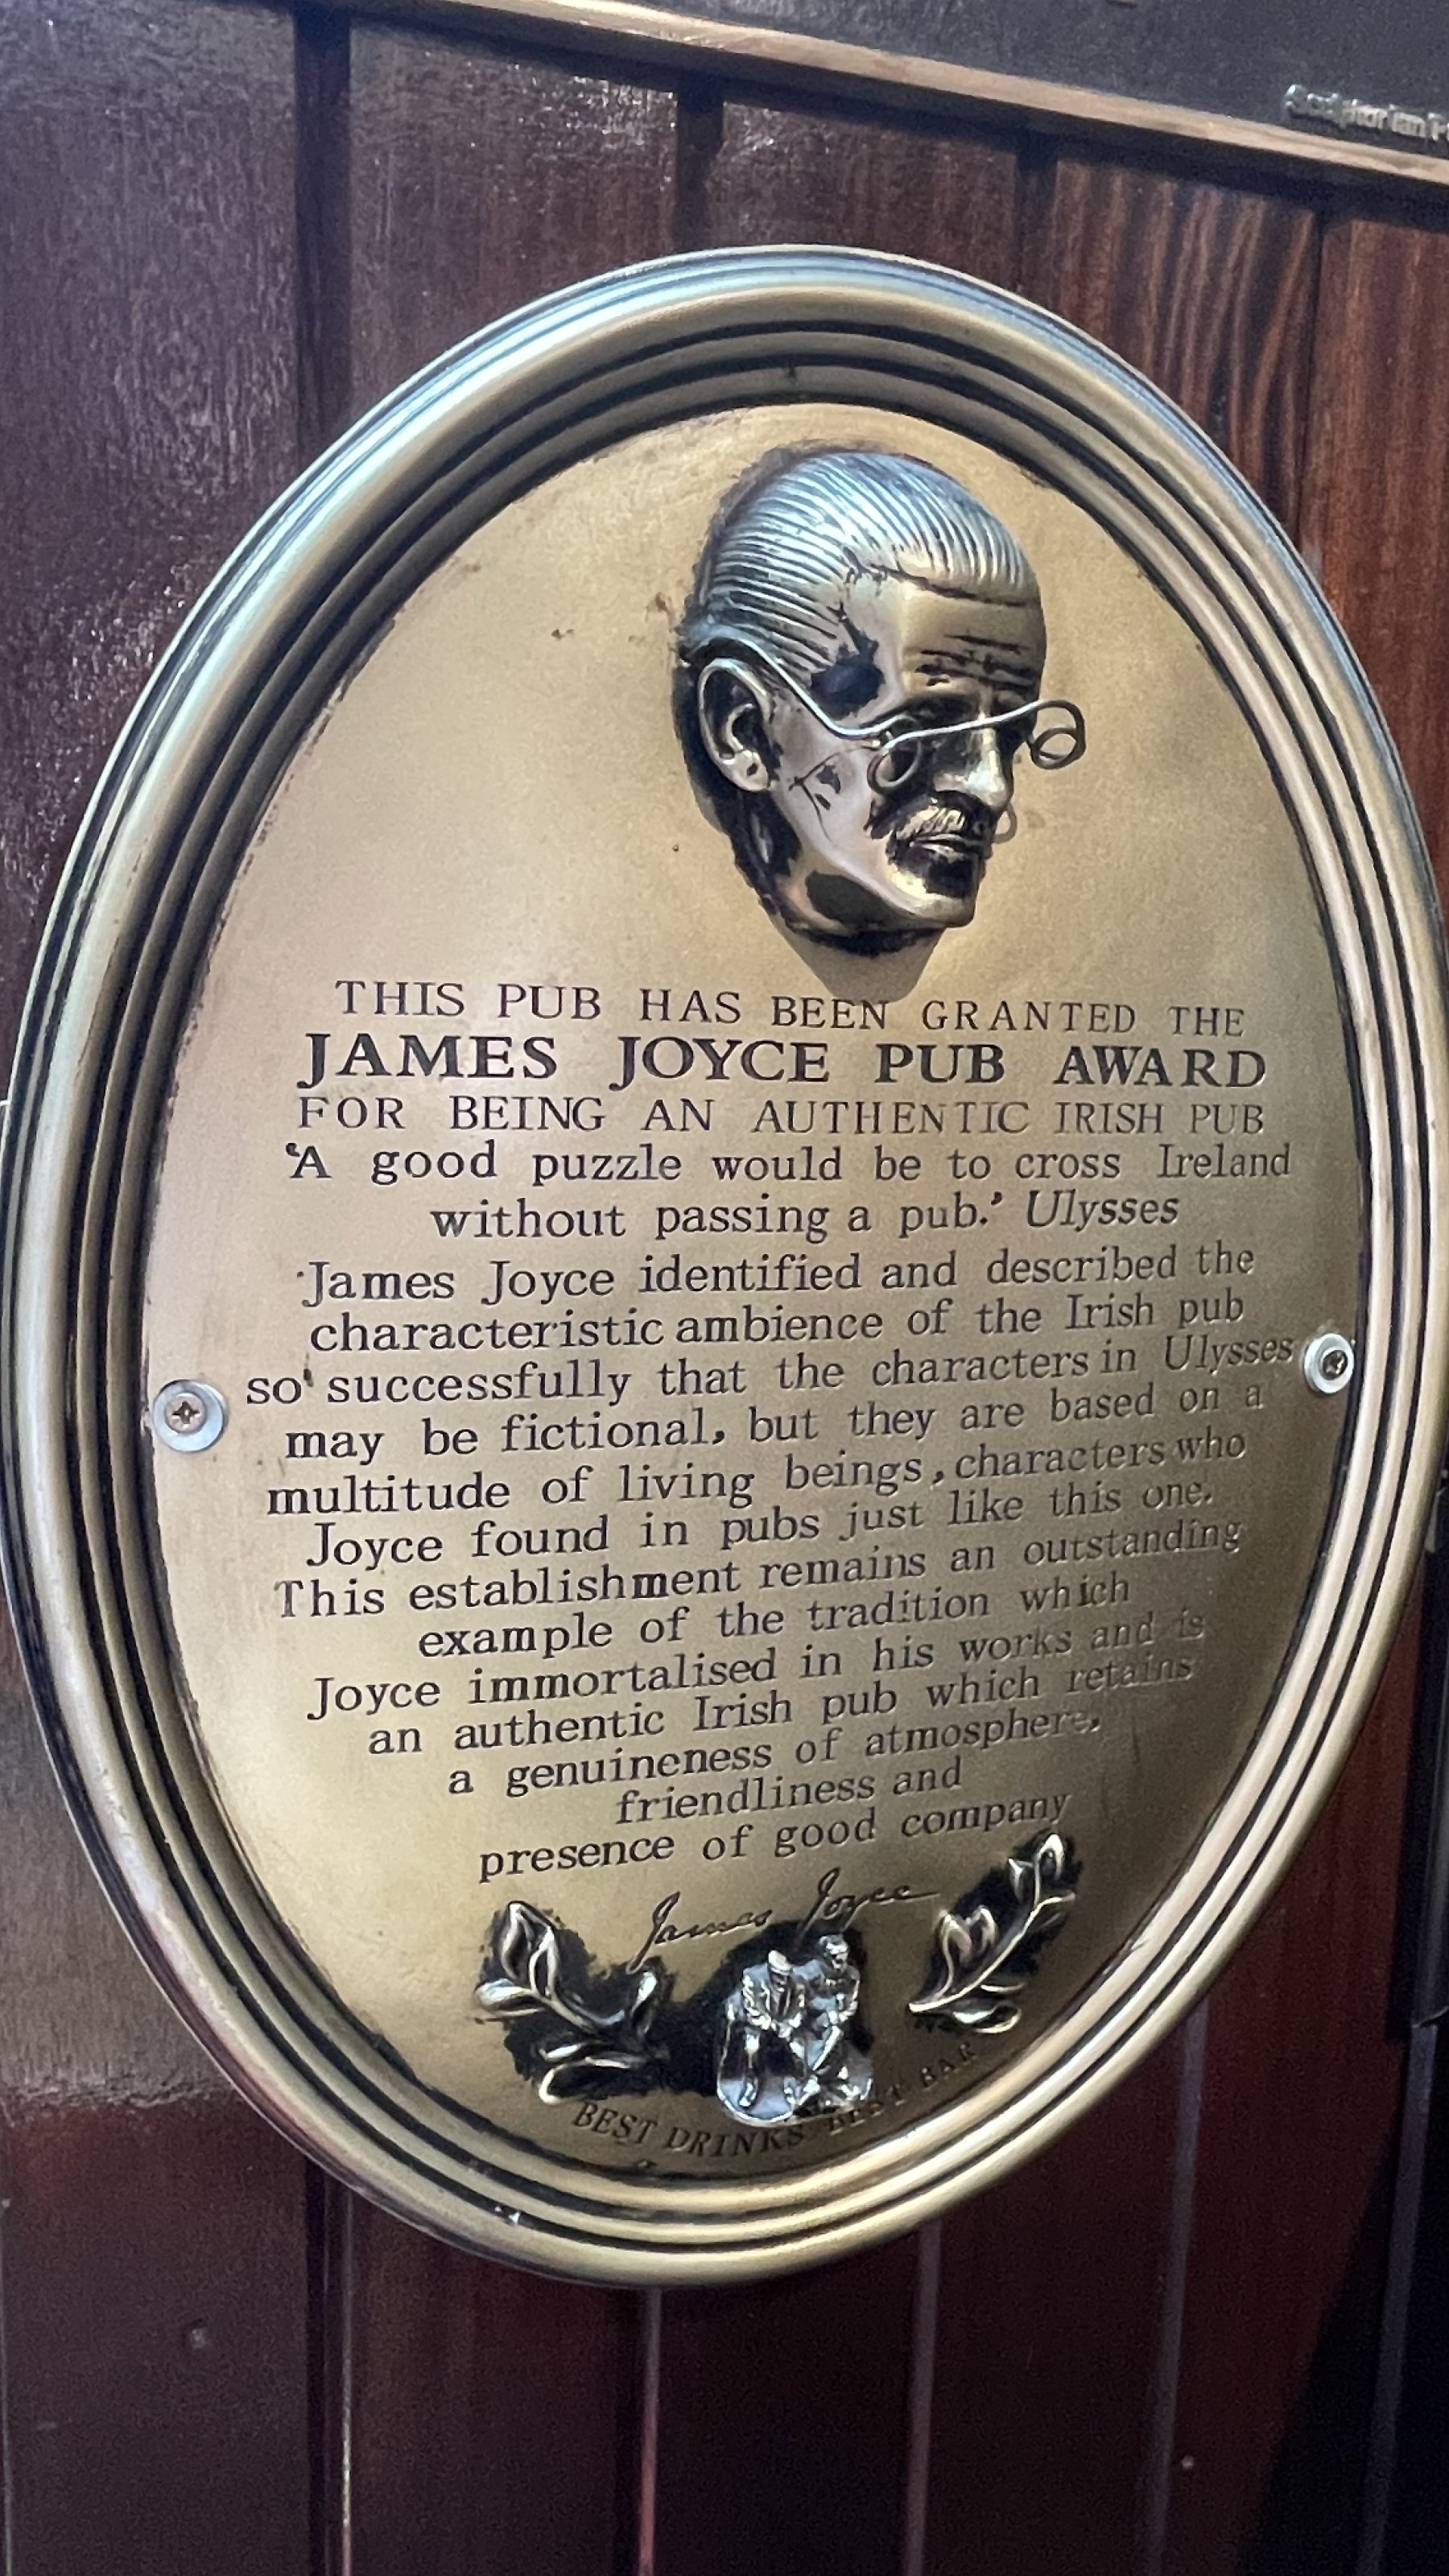 Sculptor Ian
THIS PUB HAS BEEN GRANTED THE
JAMES JOYCE PUB AWARD
FOR BEING AN AUTHENTIC IRISH PUB
‘A good puzzle would be to cross Ireland
without passing a pub.’ Ulysses
James Joyce identified and described the
characteristic ambience of the Irish pub
so successfully that the characters in Ulysses
may be fictional, but they are based on a
multitude of living beings, characters who
Joyce found in pubs just like this one.
This establishment remains an outstanding
example of the tradition which
Joyce immortalised in his works and is
an authentic Irish pub which retains
a genuineness of atmosphere,
friendliness and
presence of good company
James Joyce
BEST DRINKS BEST BAR